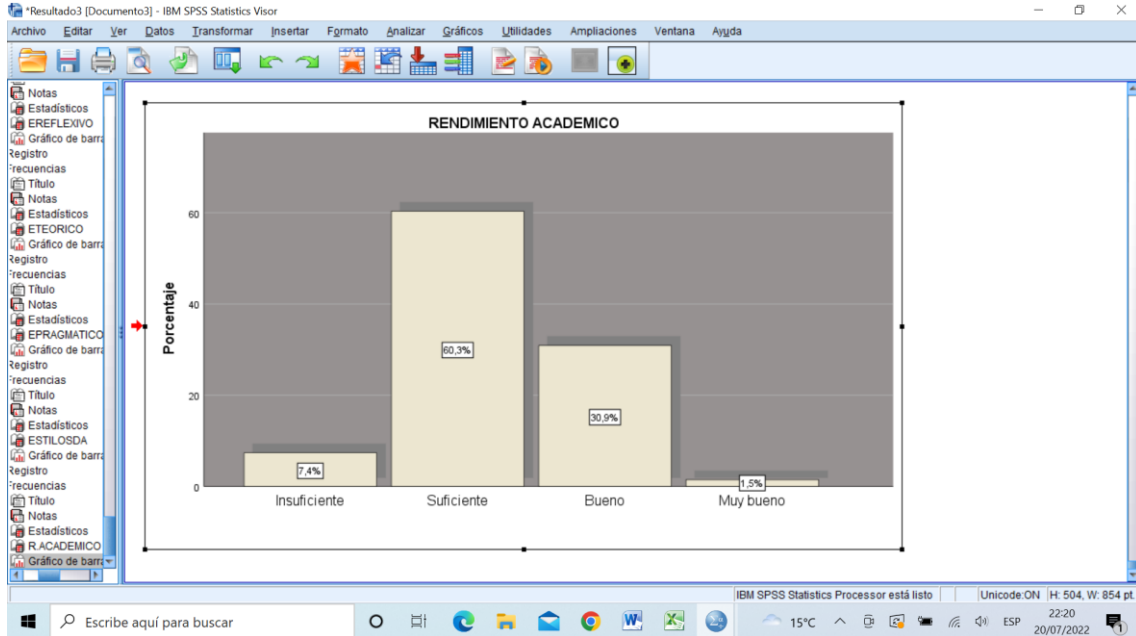 *Resultado3 [Documento3] - IBM SPSS Statistics Visor
Archivo Editar Ver Datos Transformar Insertar Formato Analizar Gráficos Utilidades Ampliaciones Ventana Ayuda
Notas
Estadísticos
EREFLEXIVO
Gráfico de barra
Registro
Frecuencias
Título
Notas
Estadísticos
ETEORICO
Gráfico de barra
Registro
Frecuencias
Título
Notas
Estadísticos
EPRAGMATICO
Gráfico de barra
Registro
Frecuencias
Título
Notas
Estadísticos
ESTILOSDA
Gráfico de barra
Registro
Frecuencias
Título
Notas
Estadísticos
R.ACADEMICO
Gráfico de barra
RENDIMIENTO ACADEMICO
Porcentaje
60
40
20
0
7,4%
60,3%
30,9%
1,5%
Insuficiente Suficiente Bueno Muy bueno
IBM SPSS Statistics Processor está listo Unicode:ON H: 504, W: 854 pt.
Escribe aquí para buscar
15°C
ESP
22:20
20/07/2022
1